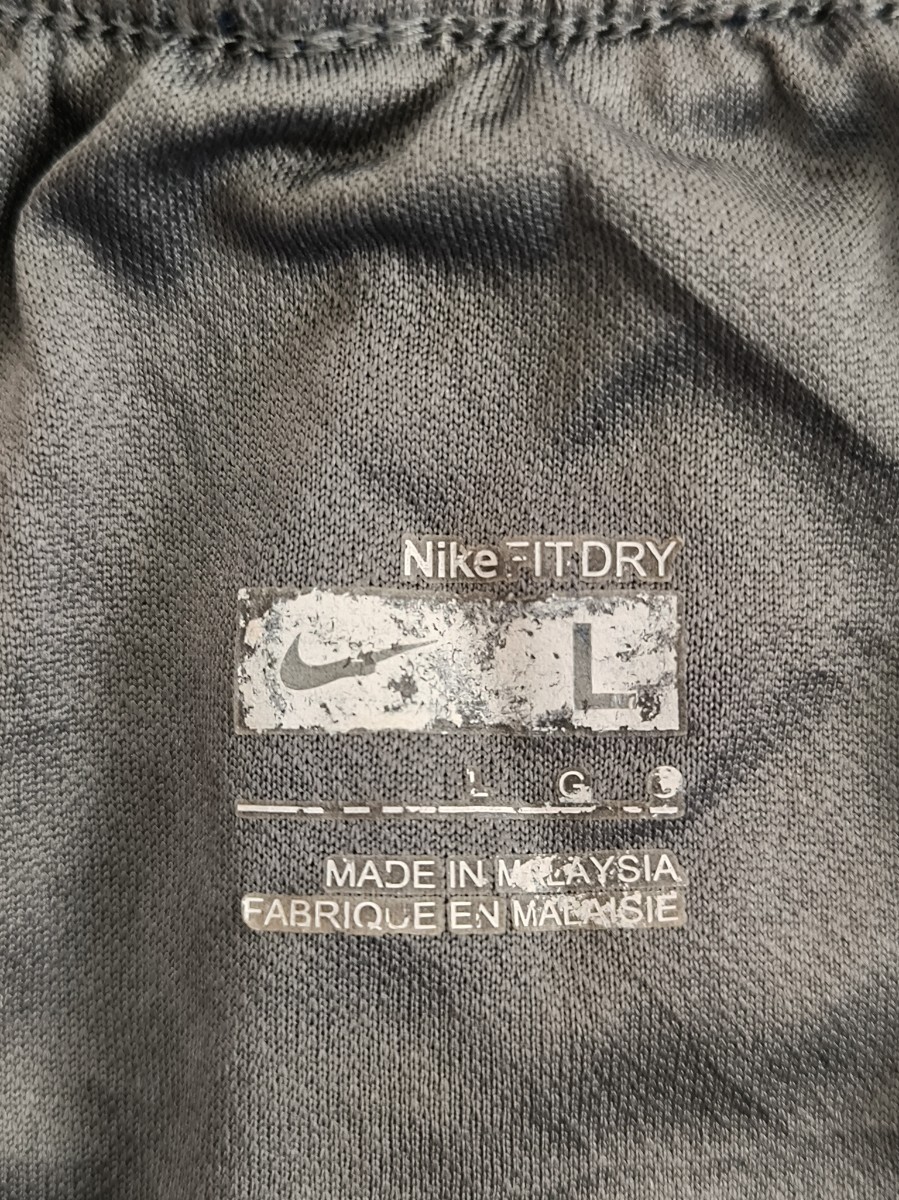 Nike FIT DRY
L
L G G
MADE IN MALAYSIA
FABRIQUE EN MALAISIE